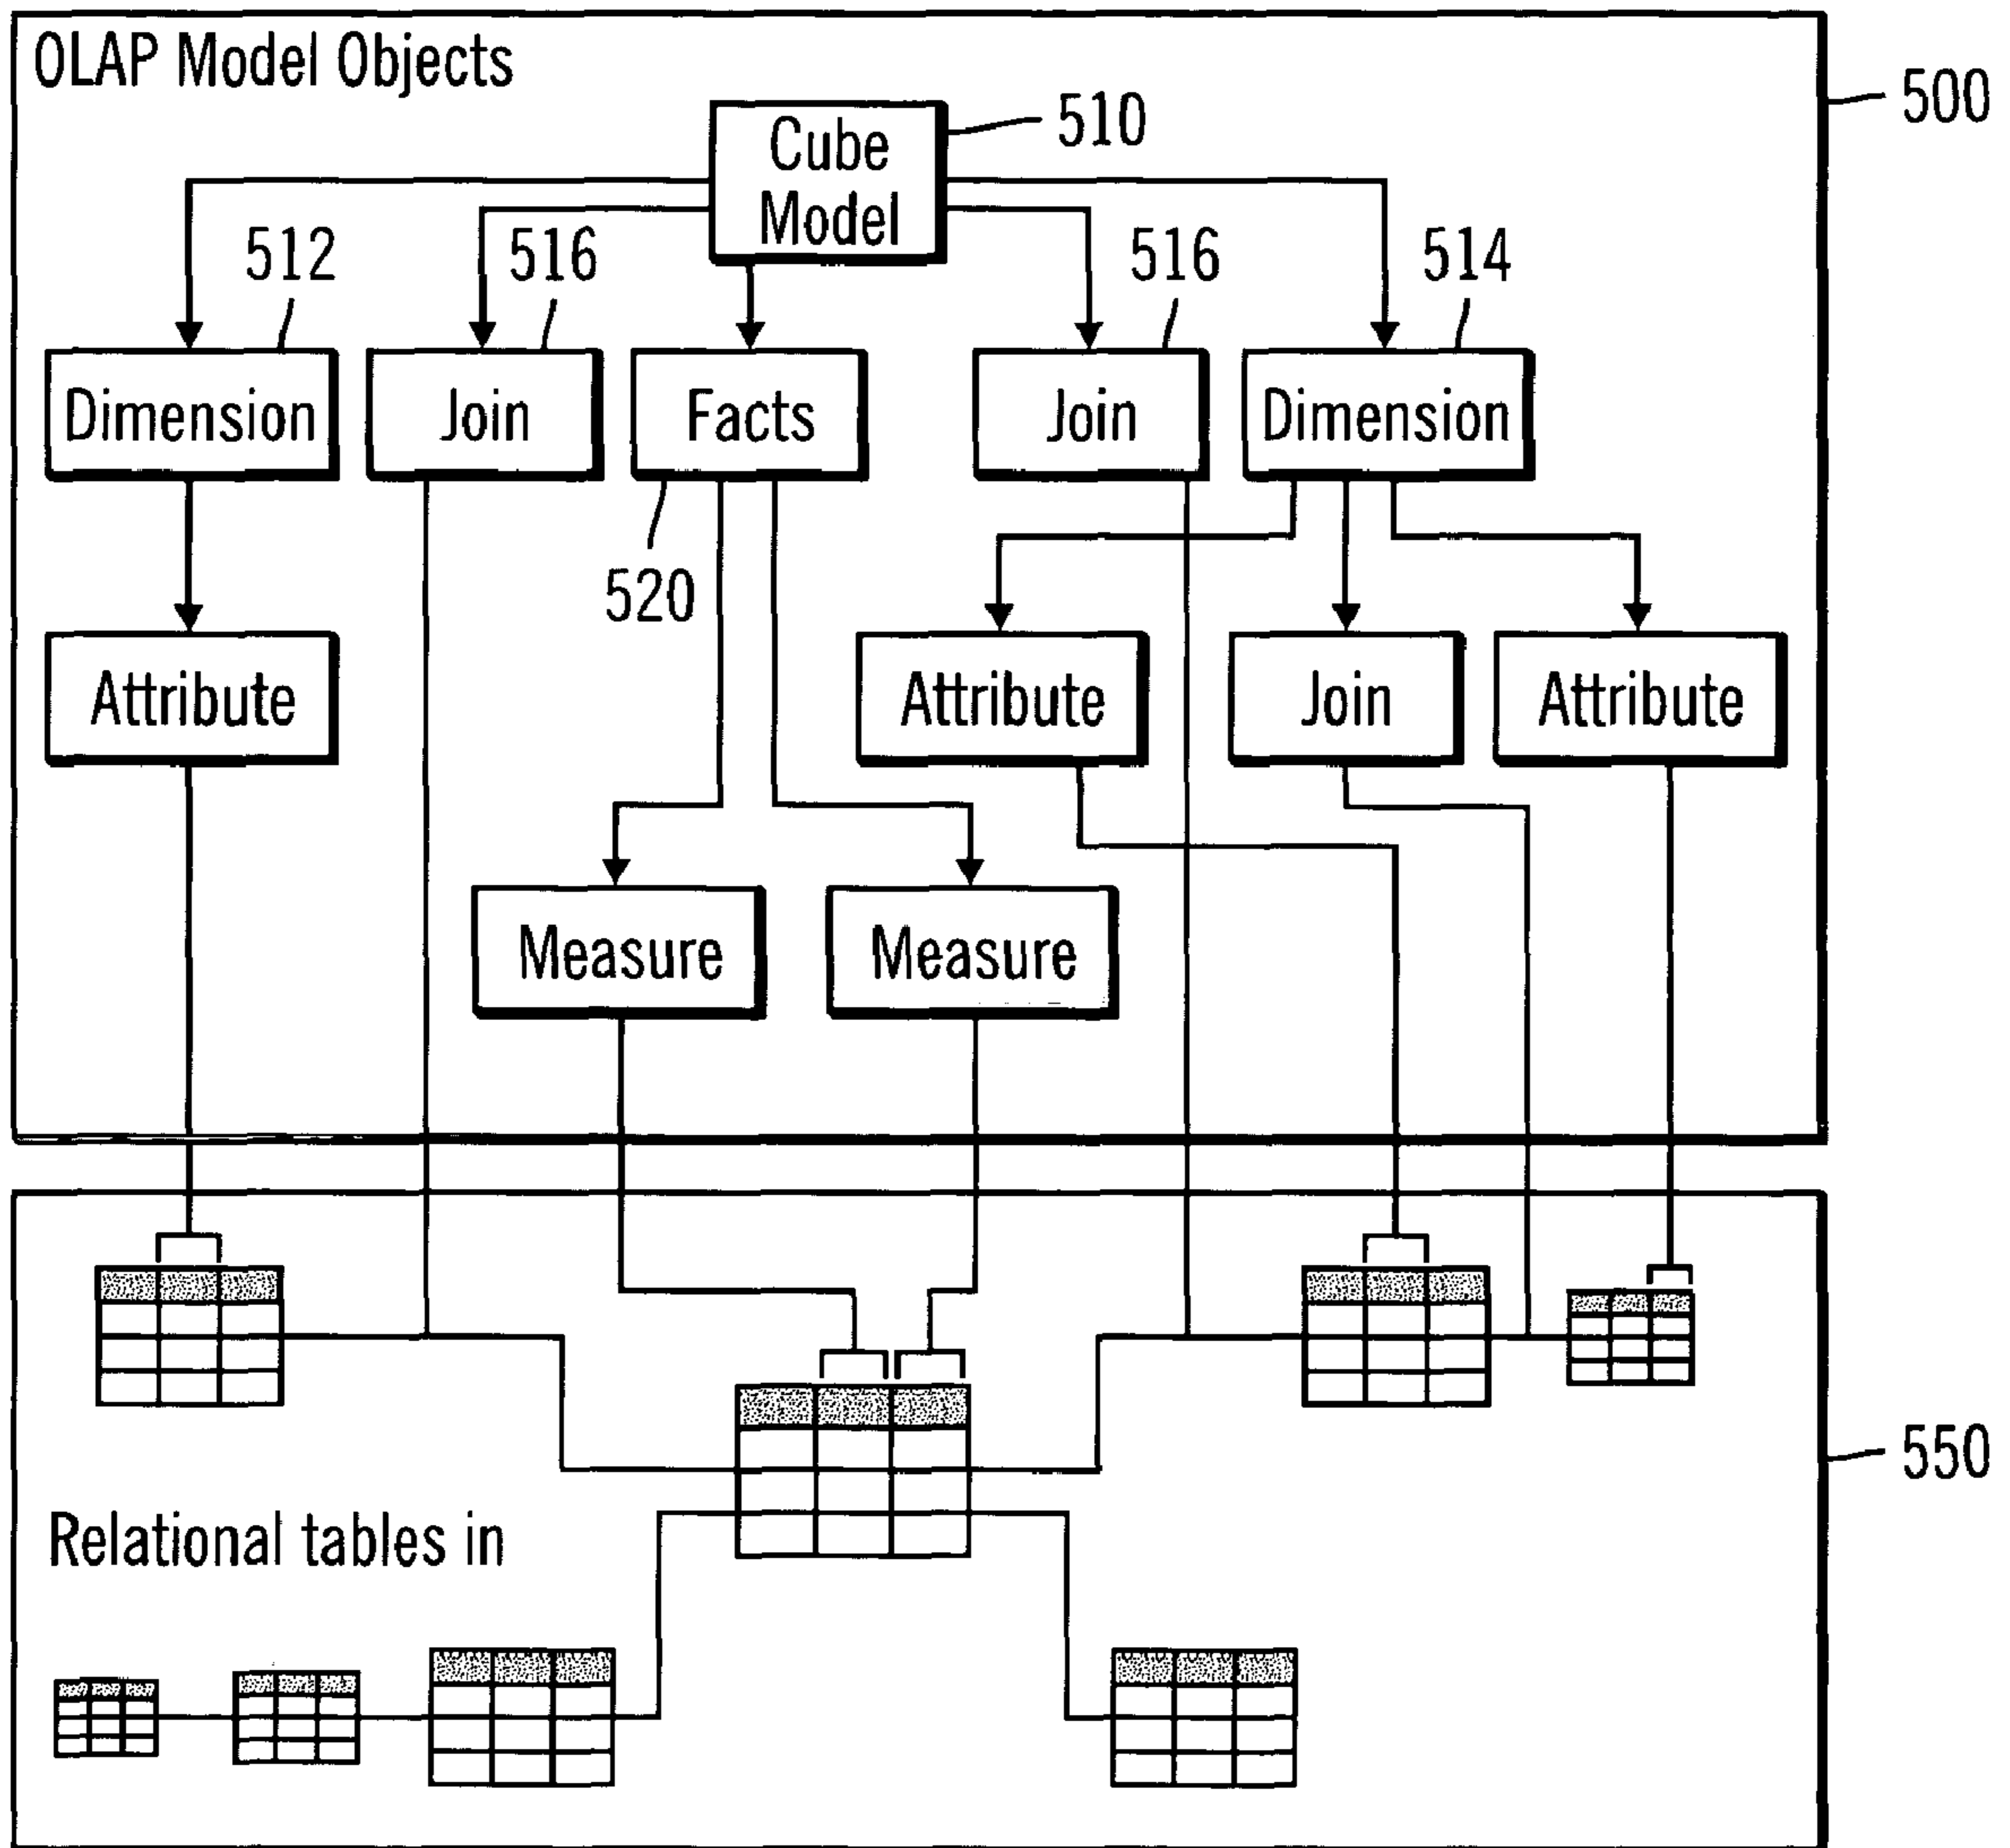 OLAP Model Objects
500
Cube
Model
510
512
516
516
514
Dimension
Join
Facts
Join
Dimension
520
Attribute
Attribute
Join
Attribute
Measure
Measure
550
Relational tables in